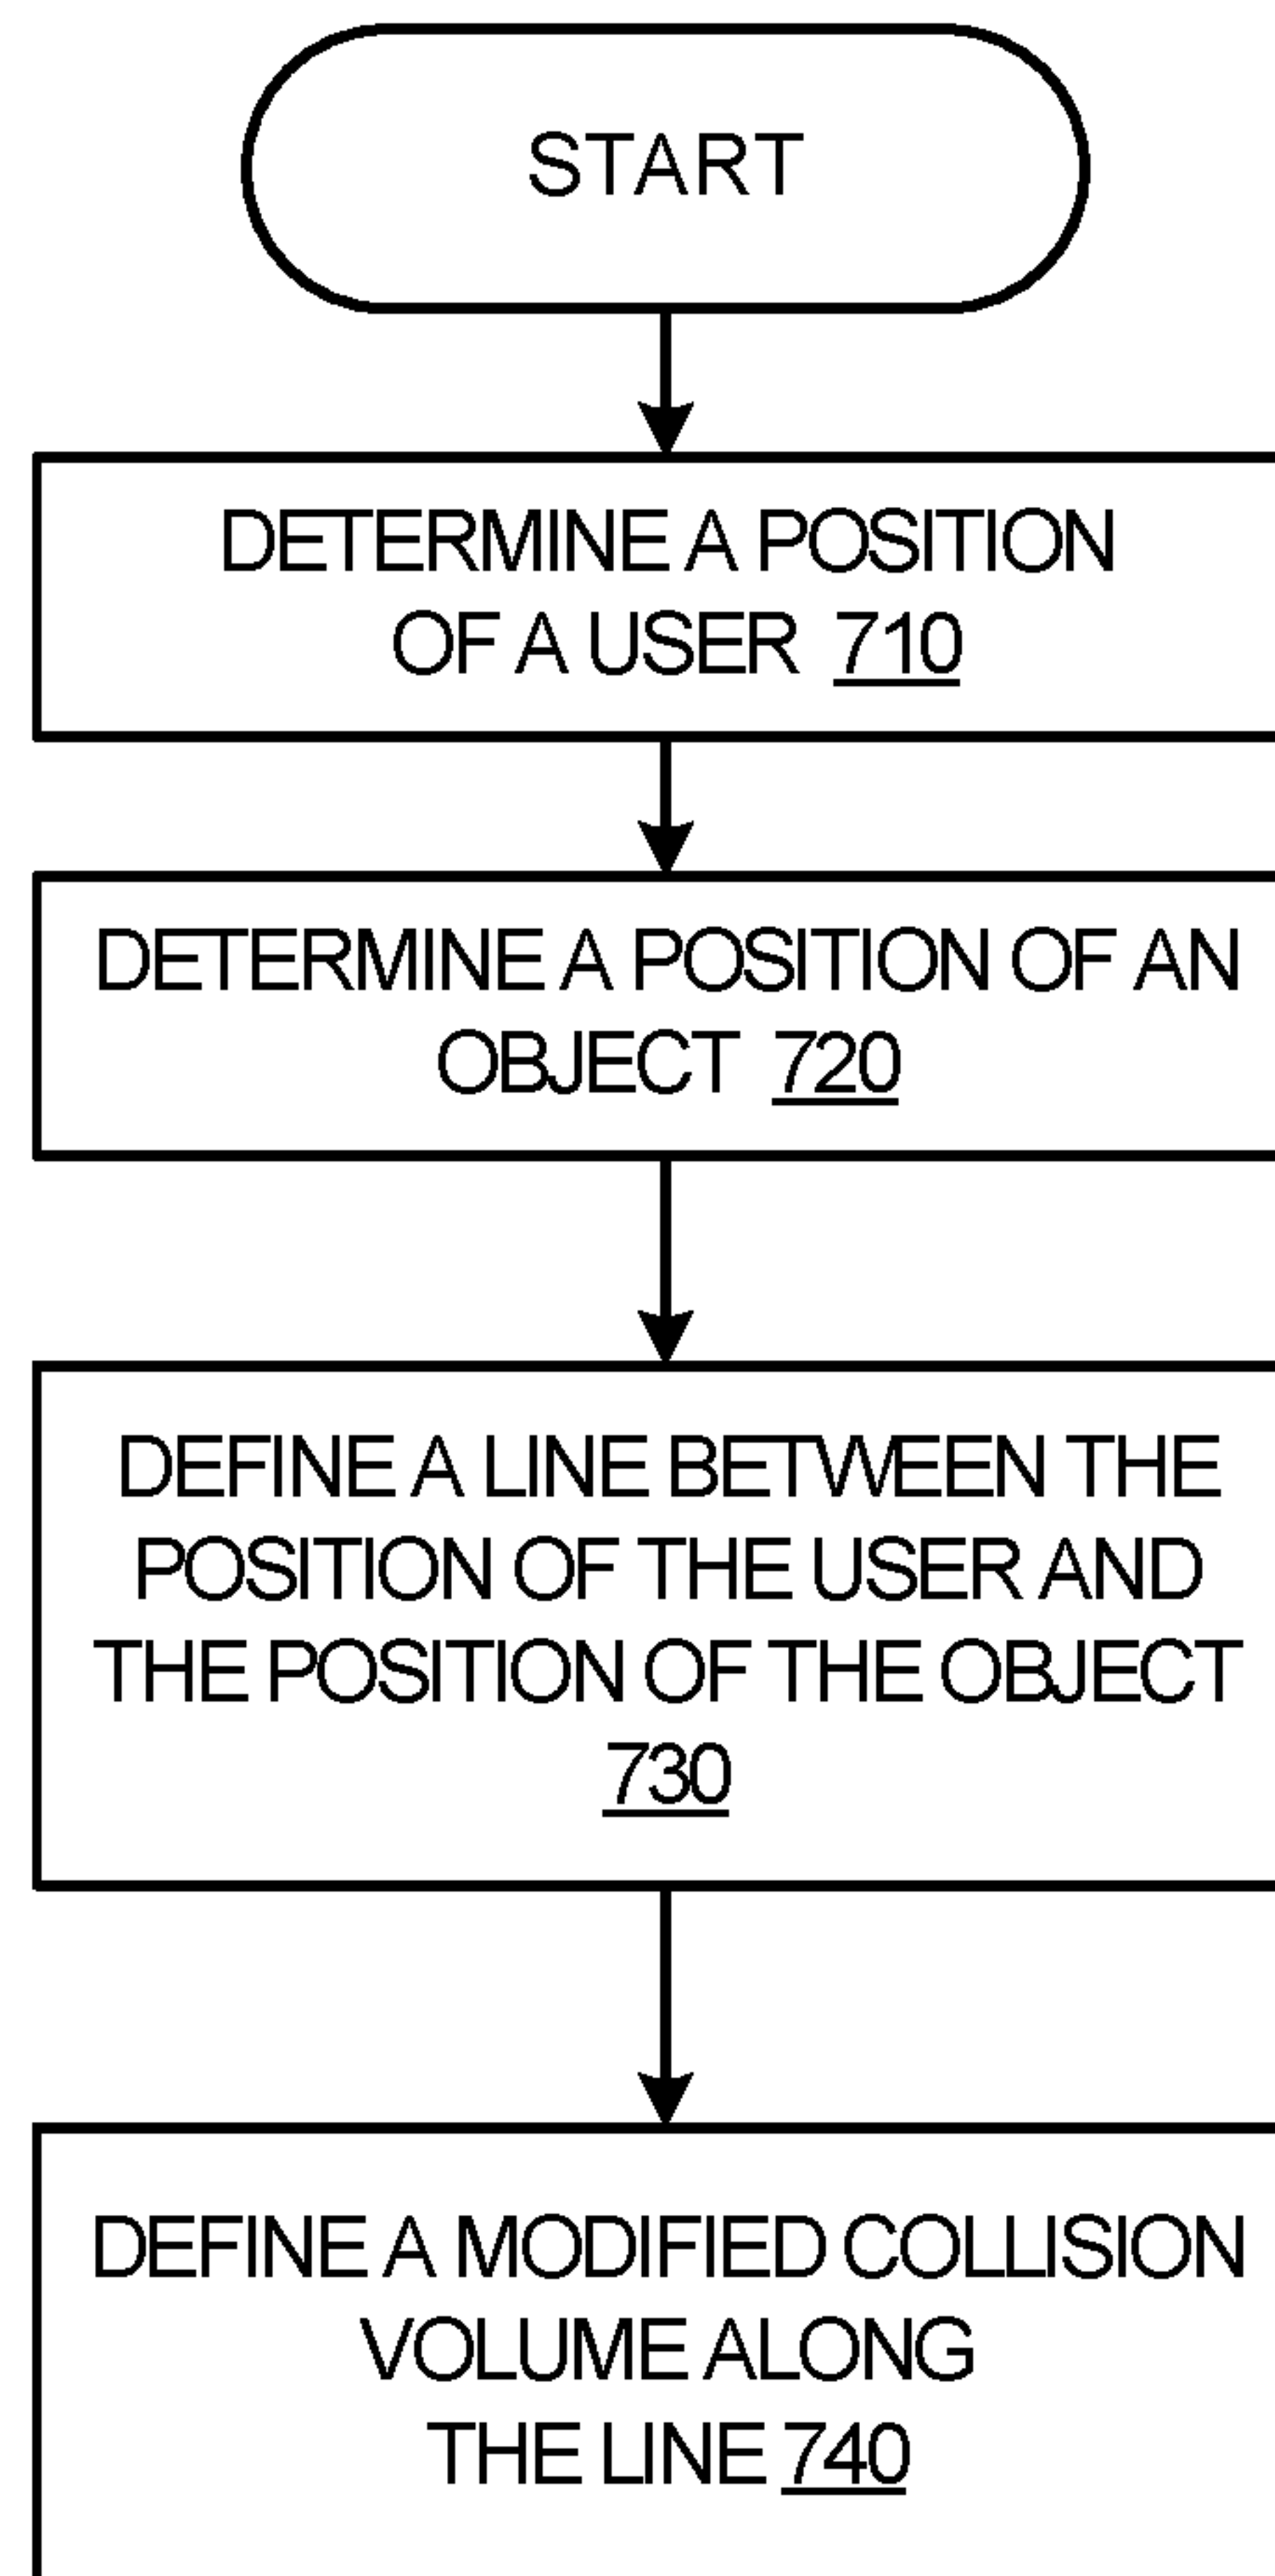 START
DETERMINE A POSITION
OF A USER 710
DETERMINE A POSITION OF AN
OBJECT 720
DEFINE A LINE BETWEEN THE
POSITION OF THE USER AND
THE POSITION OF THE OBJECT
730
DEFINE A MODIFIED COLLISION
VOLUME ALONG
THE LINE 740